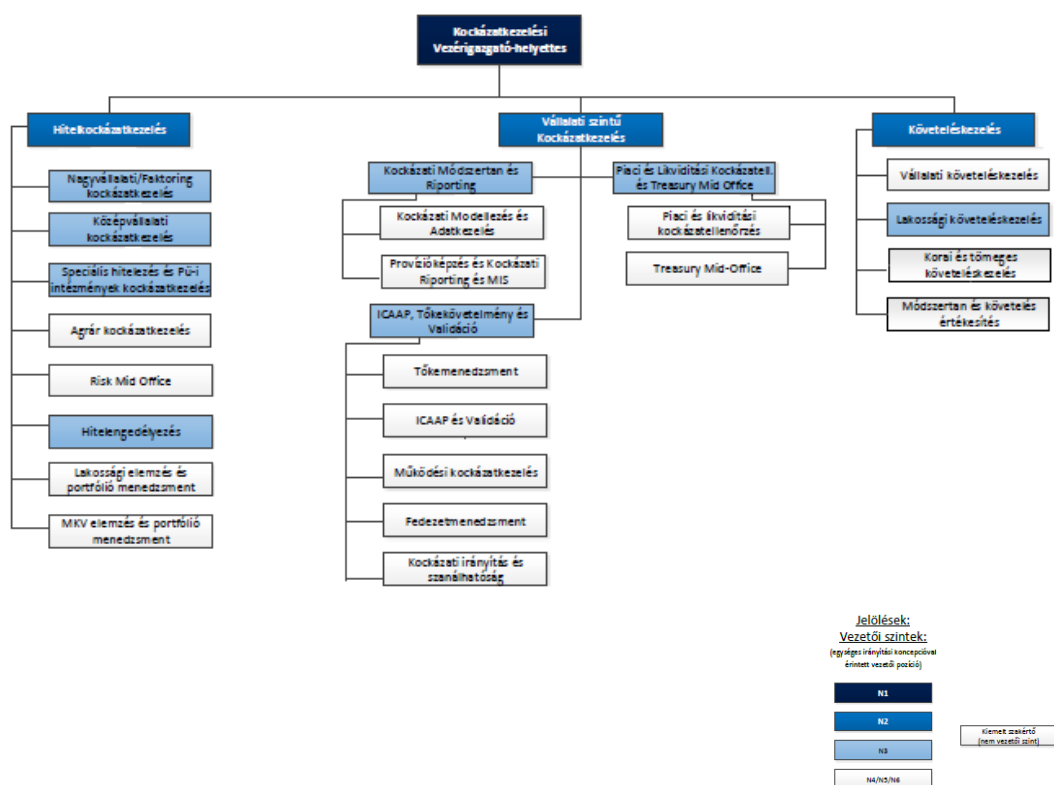 Kockázatkezelési
Vezérigazgató-helyettes
Hitelkockázatkezelés
Nagyvállalati/Faktoring
kockázatkezelés
Középvállalati
kockázatkezelés
Speciális hitelezés és Pü-i
intézmények kockázatkezelés
Agrár kockázatkezelés
Risk Mid Office
Hitelengedélyezés
Lakossági elemzés és
portfólió menedzsment
MKV elemzés és portfólió
menedzsment
Vállalati szintű
Kockázatkezelés
Kockázati Módszertan és
Riporting
Kockázati Modellezés és
Adatkezelés
Provízióképzés és Kockázati
Riporting és MIS
Piaci és Likviditási Kockázatell.
és Treasury Mid Office
Piaci és likviditási
kockázatellenőrzés
Treasury Mid-Office
ICAAP, Tőkekövetelmény és
Validáció
Tőkemenedzsment
ICAAP és Validáció
Működési kockázatkezelés
Fedezetmenedzsment
Kockázati irányítás és
szanálhatóság
Követeléskezelés
Vállalati követeléskezelés
Lakossági követeléskezelés
Korai és tömeges
követeléskezelés
Módszertan és követelés
értékesítés
Jelölések:
Vezetői szintek:
(egységes irányítási koncepcióval
érintett vezetői pozíció)
N1
N2
N3
N4/N5/N6
Kiemelt szakértő
(nem vezetői szint)